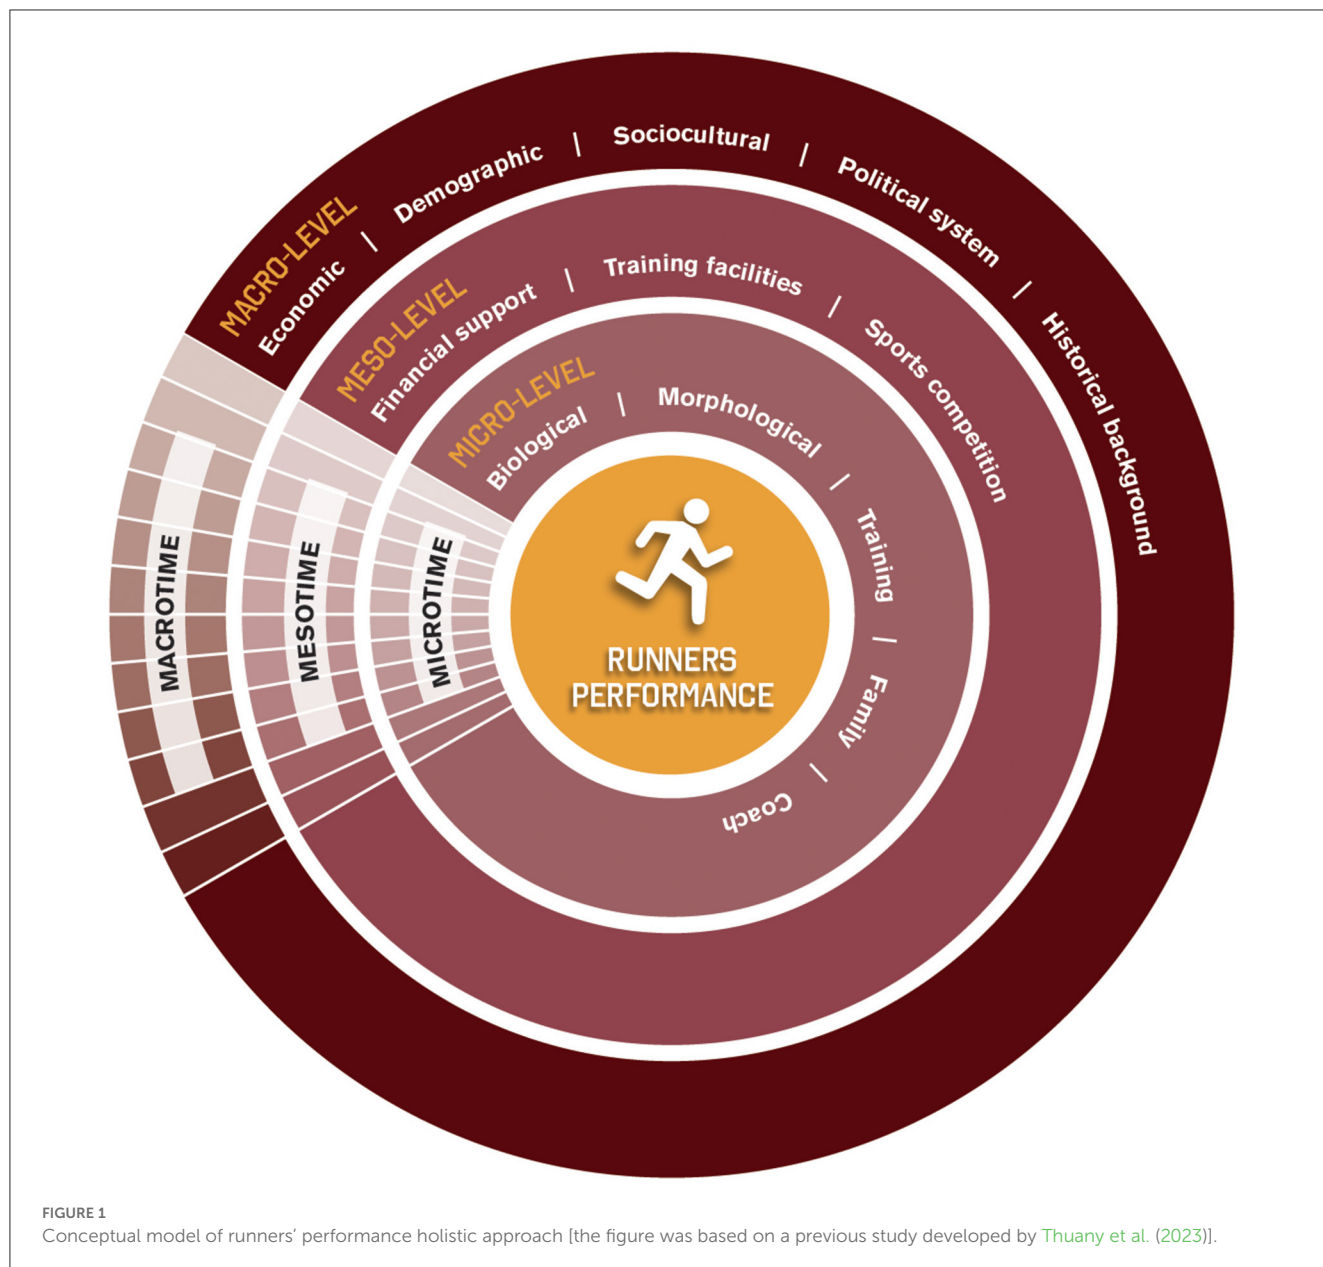 MACRO-LEVEL
Economic | Demographic | Sociocultural | Political system | Historical background
MESO-LEVEL
Financial support | Training facilities | Sports competition
MICRO-LEVEL
Biological | Morphological | Training | Family | Coach
MACROTIME
MESOTIME
MICROTIME
RUNNERS
PERFORMANCE
FIGURE 1
Conceptual model of runners’ performance holistic approach [the figure was based on a previous study developed by Thuany et al. (2023)].